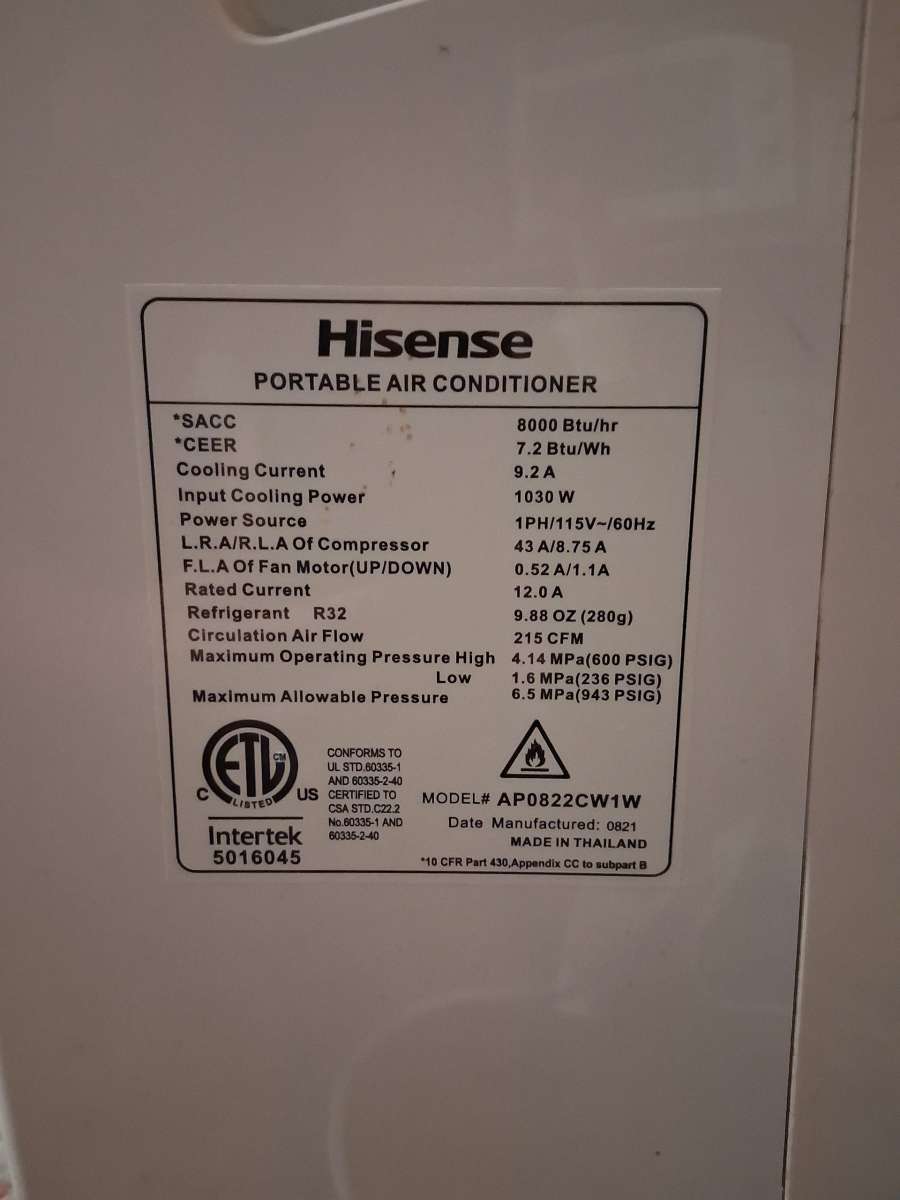 Hisense
PORTABLE AIR CONDITIONER
*SACC 8000 Btu/hr
*CEER 7.2 Btu/Wh
Cooling Current 9.2 A
Input Cooling Power 1030 W
Power Source 1PH/115V~/60Hz
L.R.A/R.L.A Of Compressor 43 A/8.75 A
F.L.A Of Fan Motor(UP/DOWN) 0.52 A/1.1A
Rated Current 12.0 A
Refrigerant R32 9.88 OZ (280g)
Circulation Air Flow 215 CFM
Maximum Operating Pressure High 4.14 MPa(600 PSIG)
Low 1.6 MPa(236 PSIG)
Maximum Allowable Pressure 6.5 MPa(943 PSIG)
ETL CM
C LISTED US
Intertek
5016045
CONFORMS TO
UL STD.60335-1
AND 60335-2-40
CERTIFIED TO
CSA STD.C22.2
No.60335-1 AND
60335-2-40
MODEL# AP0822CW1W
Date Manufactured: 0821
MADE IN THAILAND
*10 CFR Part 430,Appendix CC to subpart B